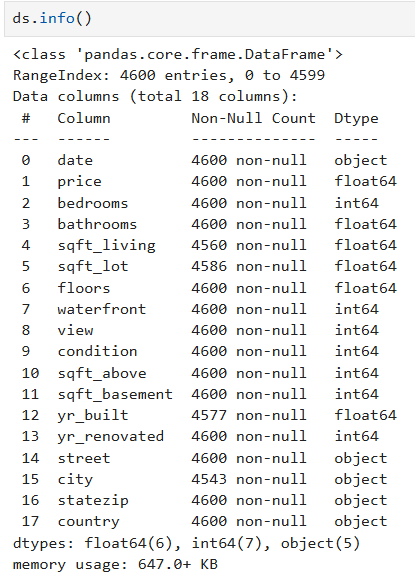 ds.info()
<class 'pandas.core.frame.DataFrame'>
RangeIndex: 4600 entries, 0 to 4599
Data columns (total 18 columns):
 #   Column         Non-Null Count  Dtype  
---  ------         --------------  -----  
 0   date           4600 non-null   object 
 1   price          4600 non-null   float64
 2   bedrooms       4600 non-null   int64  
 3   bathrooms      4600 non-null   float64
 4   sqft_living    4560 non-null   float64
 5   sqft_lot       4586 non-null   float64
 6   floors         4600 non-null   float64
 7   waterfront     4600 non-null   int64  
 8   view           4600 non-null   int64  
 9   condition      4600 non-null   int64  
 10  sqft_above     4600 non-null   int64  
 11  sqft_basement  4600 non-null   int64  
 12  yr_built       4577 non-null   float64
 13  yr_renovated   4600 non-null   int64  
 14  street         4600 non-null   object 
 15  city           4543 non-null   object 
 16  statezip       4600 non-null   object 
 17  country        4600 non-null   object 
dtypes: float64(6), int64(7), object(5)
memory usage: 647.0+ KB